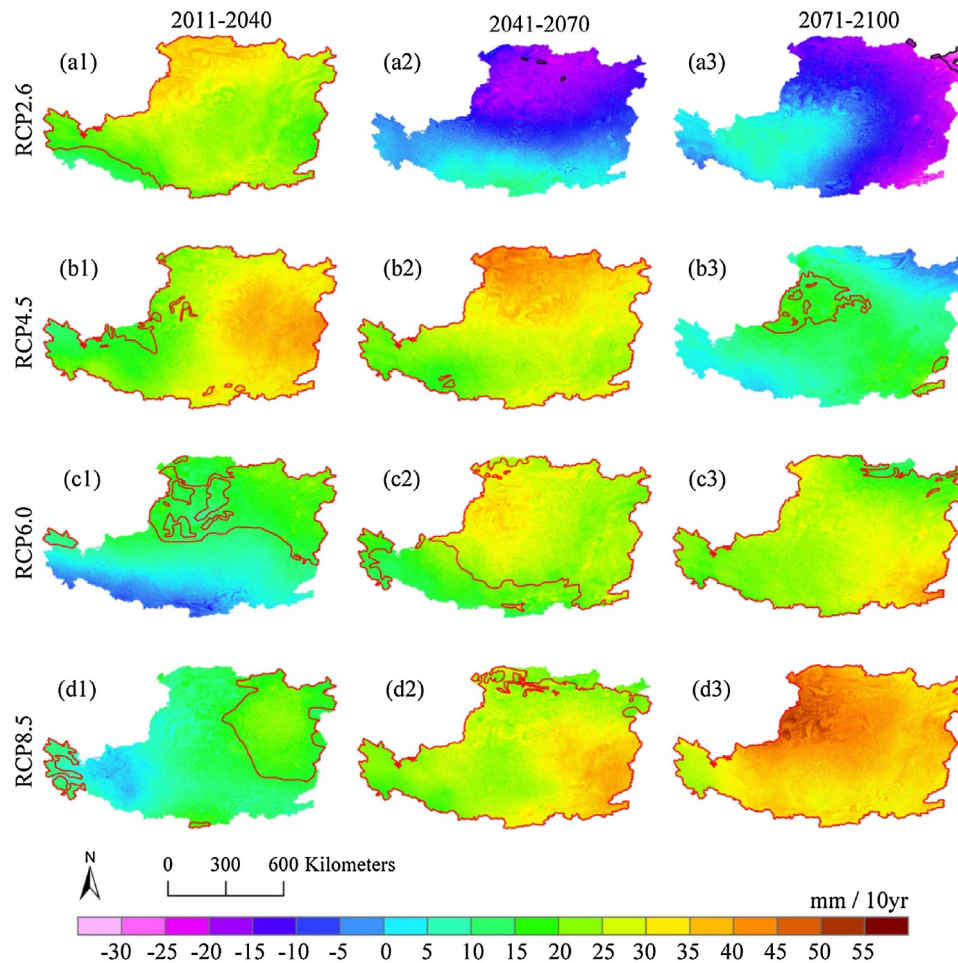 2011-2040 2041-2070 2071-2100
RCP2.6
(a1) (a2) (a3)
RCP4.5
(b1) (b2) (b3)
RCP6.0
(c1) (c2) (c3)
RCP8.5
(d1) (d2) (d3)
N
0 300 600 Kilometers
mm / 10yr
-30 -25 -20 -15 -10 -5 0 5 10 15 20 25 30 35 40 45 50 55